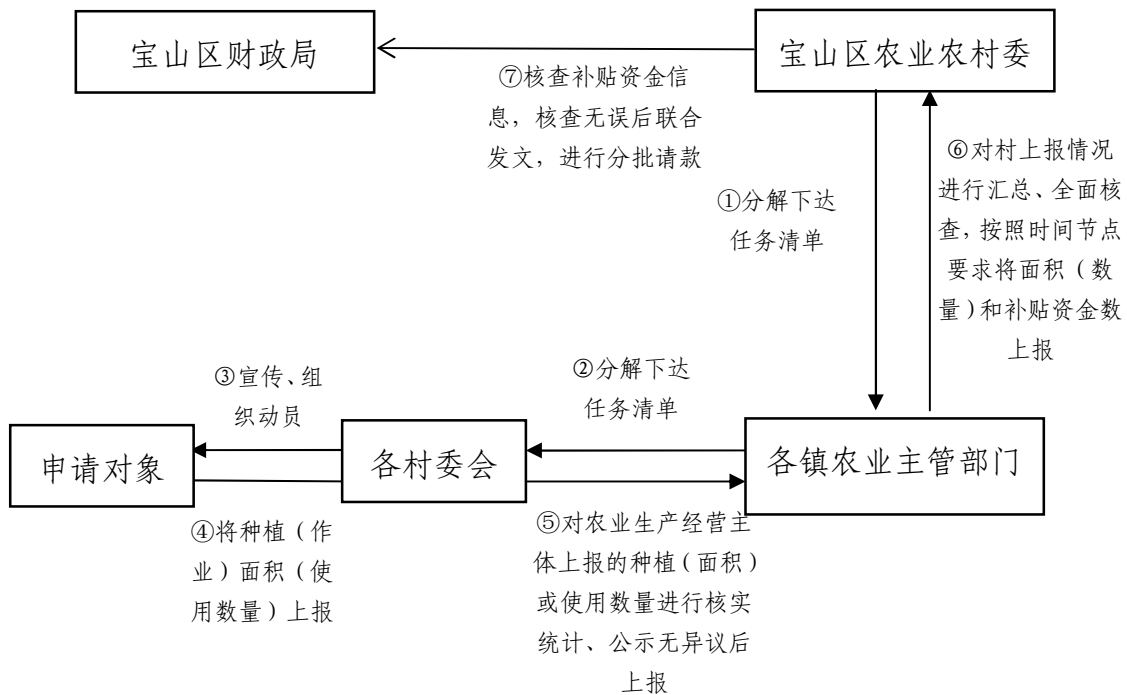 宝山区财政局
宝山区农业农村委
⑦核查补贴资金信
息，核查无误后联合
发文，进行分批请款
①分解下达
任务清单
⑥对村上报情况
进行汇总、全面核
查，按照时间节点
要求将面积（数
量）和补贴资金数
上报
③宣传、组
织动员
②分解下达
任务清单
申请对象
各村委会
各镇农业主管部门
④将种植（作
业）面积（使
用数量）上报
⑤对农业生产经营主
体上报的种植（面积）
或使用数量进行核实
统计、公示无异议后
上报